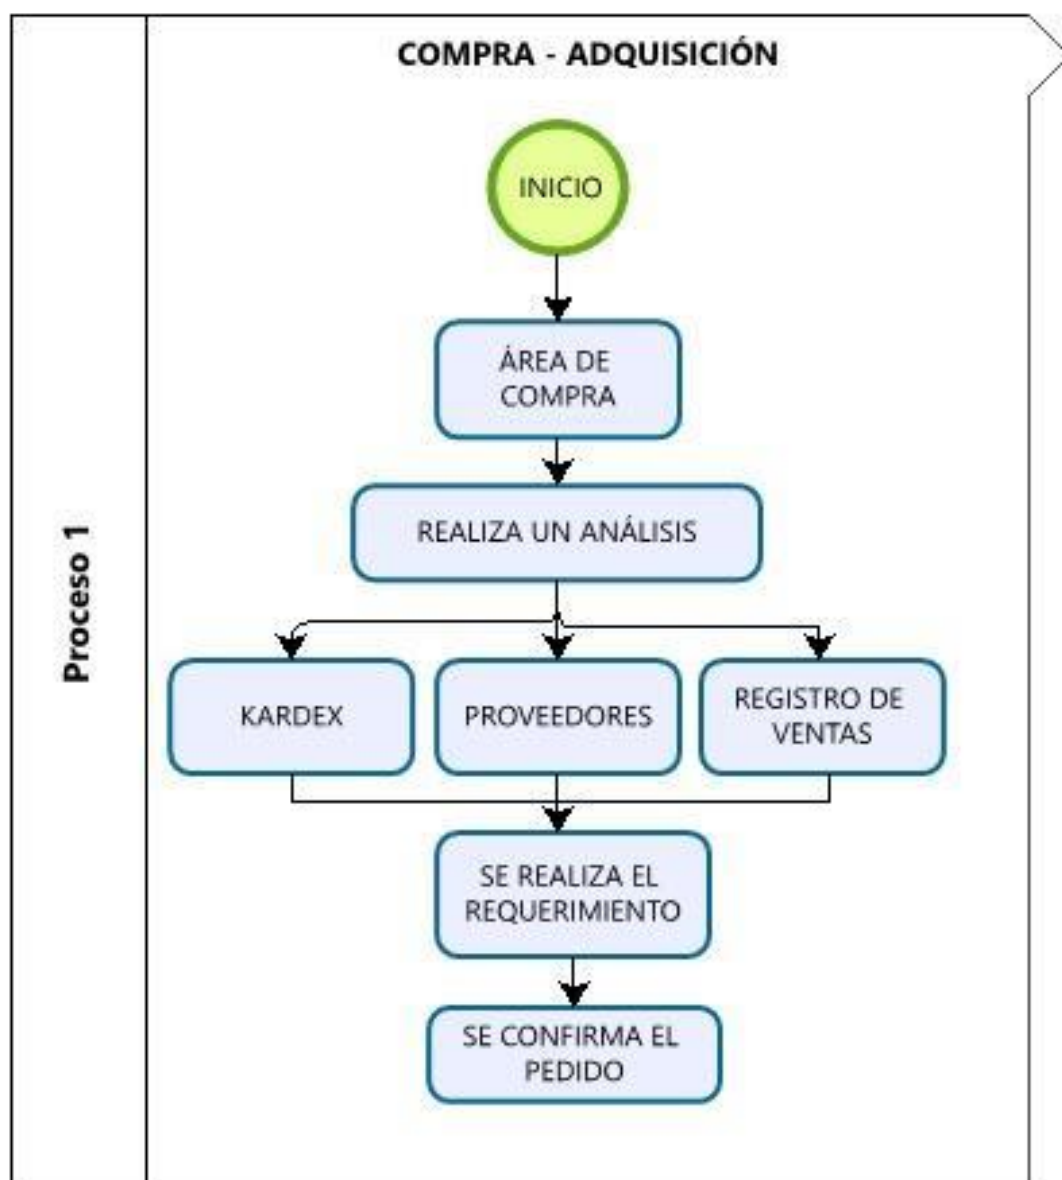 COMPRA - ADQUISICIÓN
Proceso 1
INICIO
ÁREA DE
COMPRA
REALIZA UN ANÁLISIS
KARDEX
PROVEEDORES
REGISTRO DE
VENTAS
SE REALIZA EL
REQUERIMIENTO
SE CONFIRMA EL
PEDIDO